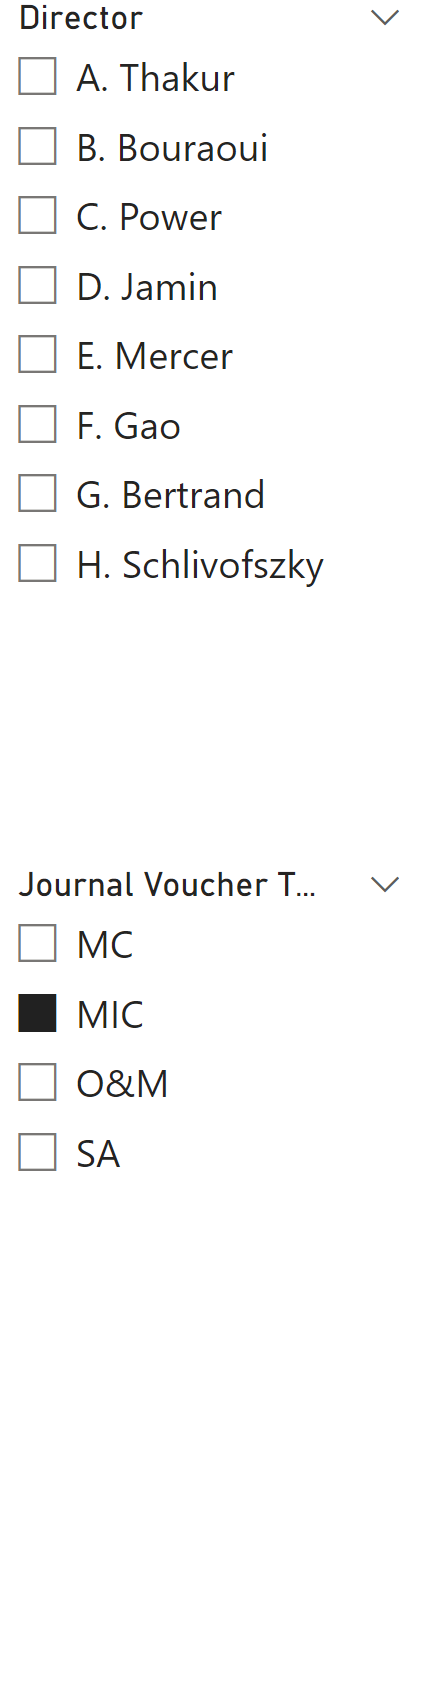 Director
A. Thakur
B. Bouraoui
C. Power
D. Jamin
E. Mercer
F. Gao
G. Bertrand
H. Schlivofszky
Journal Voucher T...
MC
MIC
O&M
SA